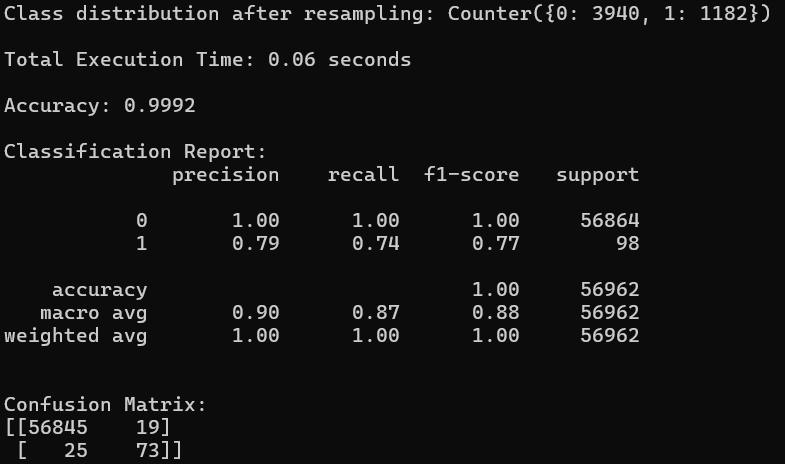 Class distribution after resampling: Counter({0: 3940, 1: 1182})
Total Execution Time: 0.06 seconds
Accuracy: 0.9992
Classification Report:
precision recall f1-score support
0 1.00 1.00 1.00 56864
1 0.79 0.74 0.77 98
accuracy 1.00 56962
macro avg 0.90 0.87 0.88 56962
weighted avg 1.00 1.00 1.00 56962
Confusion Matrix:
[[56845 19]
[ 25 73]]